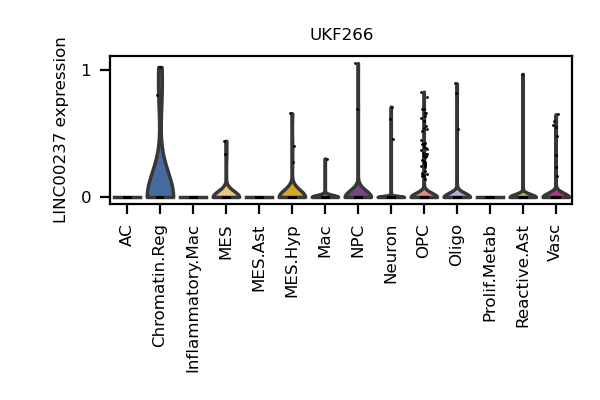 UKF266
LINC00237 expression
1
0
AC
Chromatin.Reg
Inflammatory.Mac
MES
MES.Ast
MES.Hyp
Mac
NPC
Neuron
OPC
Oligo
Prolif.Metab
Reactive.Ast
Vasc